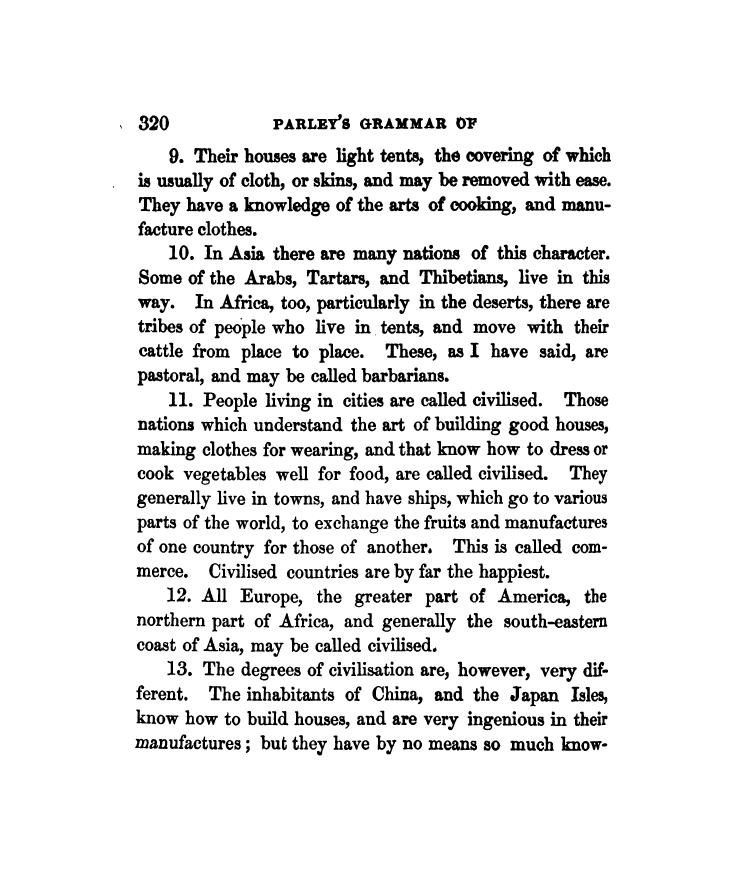 320 PARLEY'S GRAMMAR OF
9. Their houses are light tents, the covering of which
is usually of cloth, or skins, and may be removed with ease.
They have a knowledge of the arts of cooking, and manu-
facture clothes.
10. In Asia there are many nations of this character.
Some of the Arabs, Tartars, and Thibetians, live in this
way. In Africa, too, particularly in the deserts, there are
tribes of people who live in tents, and move with their
cattle from place to place. These, as I have said, are
pastoral, and may be called barbarians.
11. People living in cities are called civilised. Those
nations which understand the art of building good houses,
making clothes for wearing, and that know how to dress or
cook vegetables well for food, are called civilised. They
generally live in towns, and have ships, which go to various
parts of the world, to exchange the fruits and manufactures
of one country for those of another. This is called com-
merce. Civilised countries are by far the happiest.
12. All Europe, the greater part of America, the
northern part of Africa, and generally the south-eastern
coast of Asia, may be called civilised.
13. The degrees of civilisation are, however, very dif-
ferent. The inhabitants of China, and the Japan Isles,
know how to build houses, and are very ingenious in their
manufactures; but they have by no means so much know-